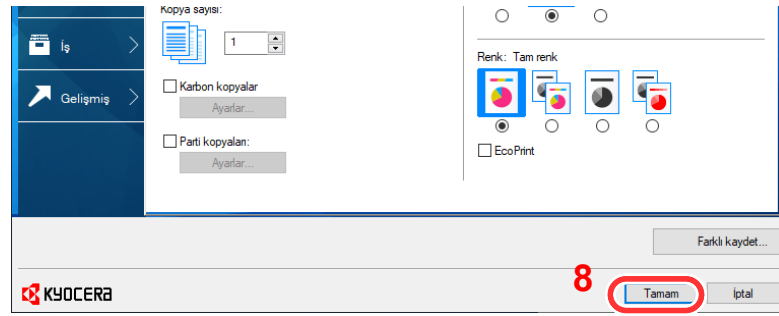 Kopya sayısı:
1
İş
Renk: Tam renk
Karbon kopyalar
Ayarlar...
Gelişmiş
Parti kopyaları:
Ayarlar...
EcoPrint
Farklı kaydet...
8
KYOCERA
Tamam
İptal